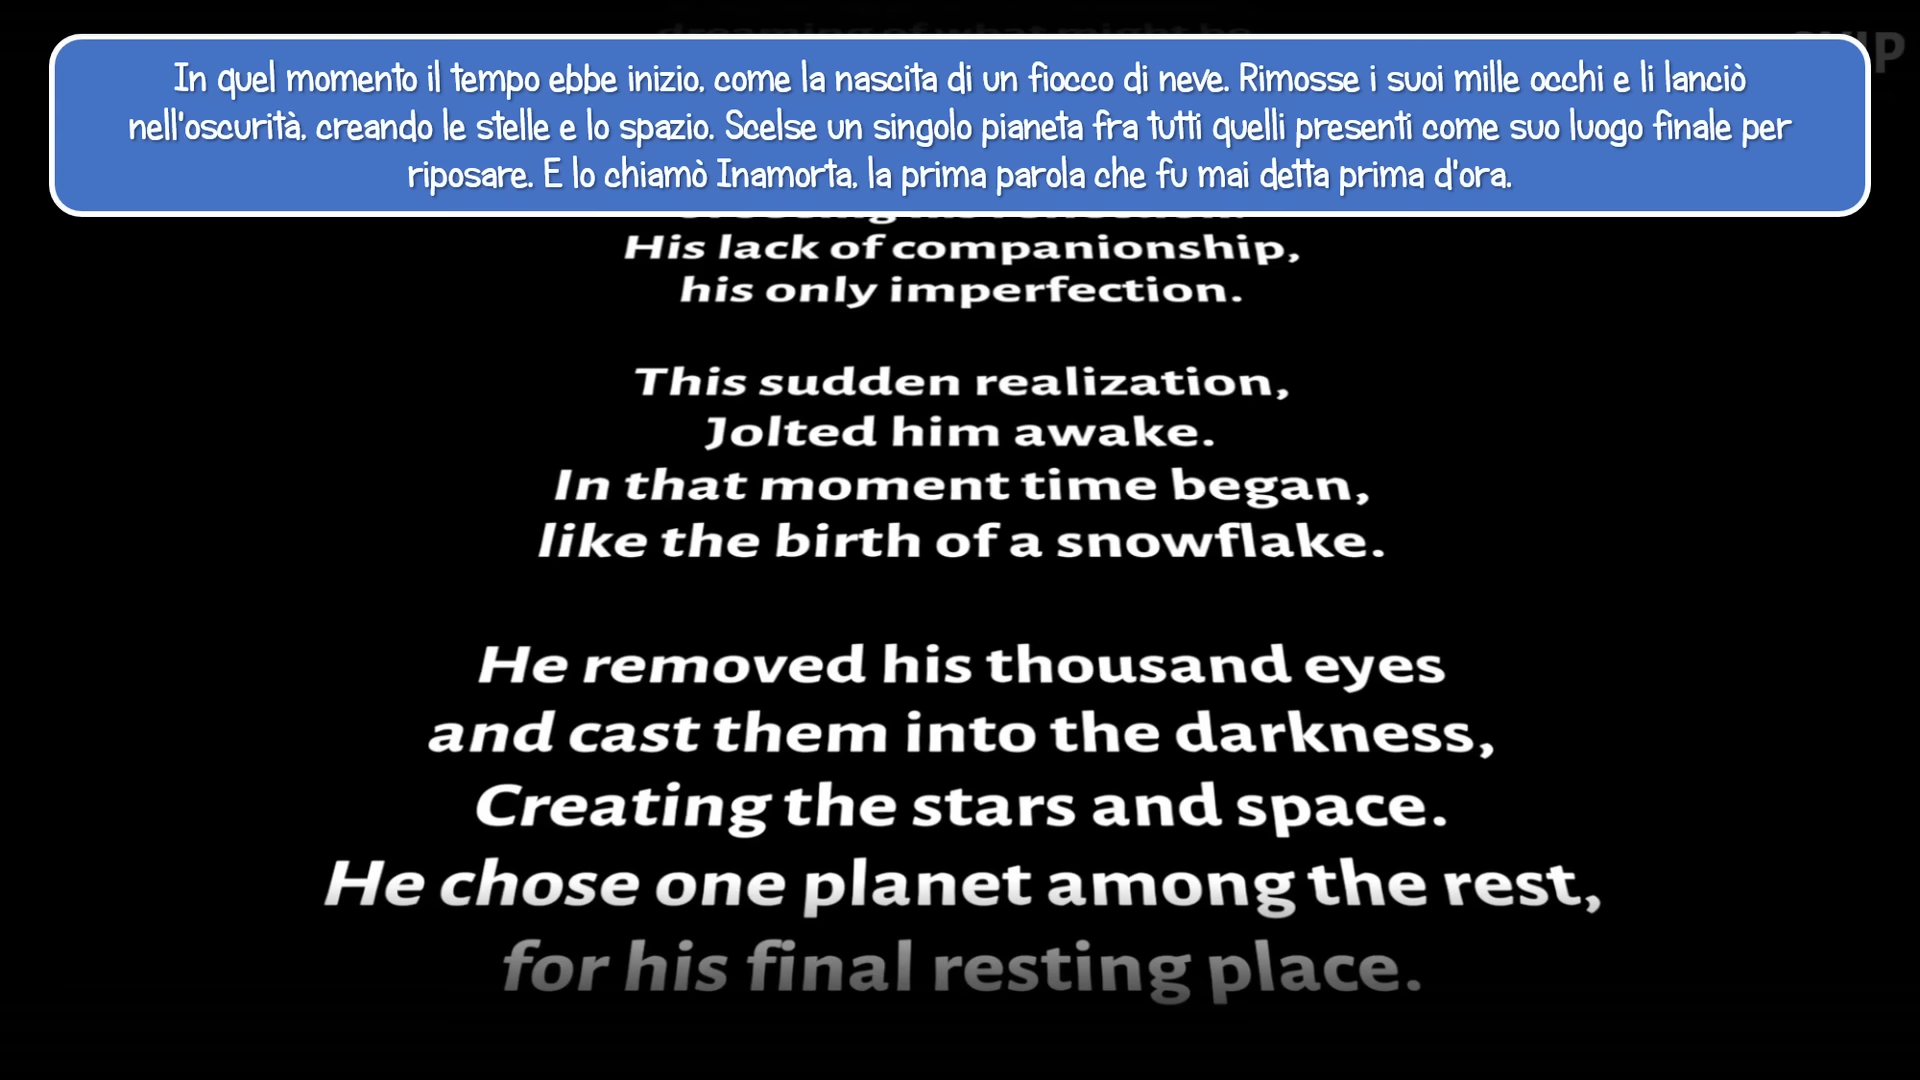 In quel momento il tempo ebbe inizio, come la nascita di un fiocco di neve. Rimosse i suoi mille occhi e li lanciò
nell'oscurità, creando le stelle e lo spazio. Scelse un singolo pianeta fra tutti quelli presenti come suo luogo finale per
riposare. E lo chiamò Inamorta, la prima parola che fu mai detta prima d'ora.
His lack of companionship,
his only imperfection.
This sudden realization,
Jolted him awake.
In that moment time began,
like the birth of a snowflake.
He removed his thousand eyes
and cast them into the darkness,
Creating the stars and space.
He chose one planet among the rest,
for his final resting place.